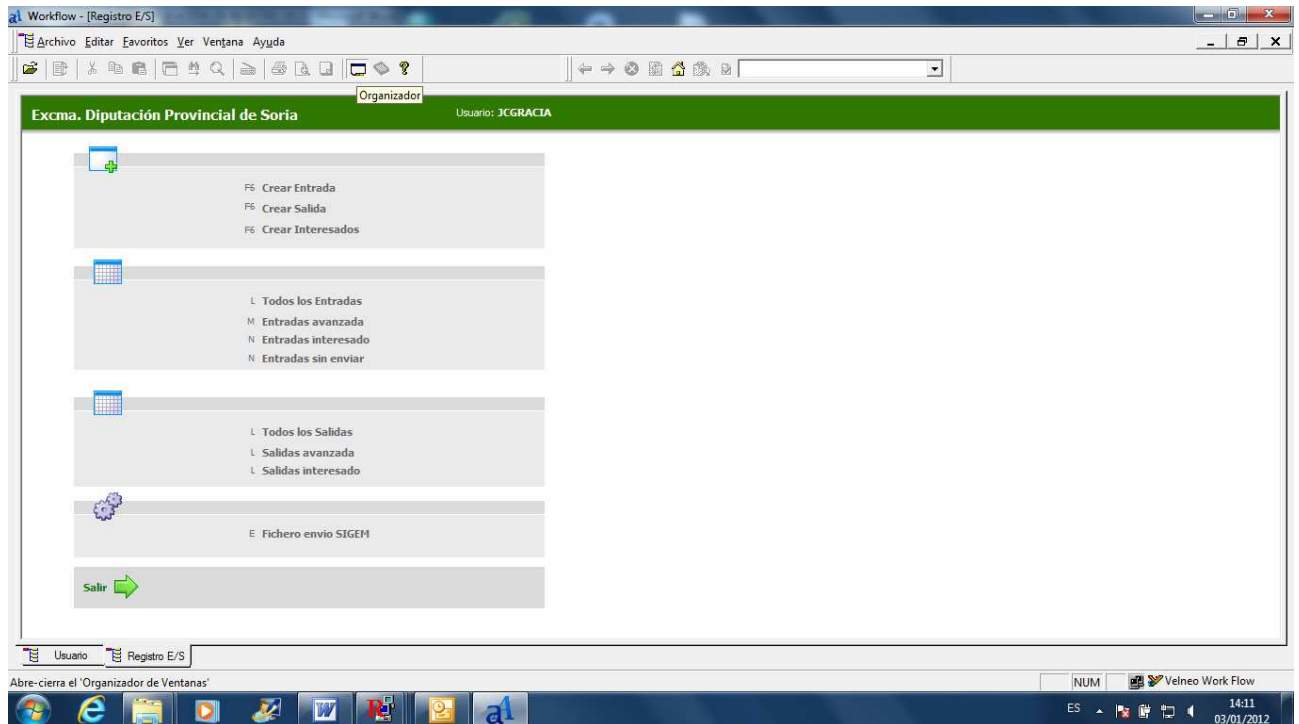 Workflow - [Registro E/S]
Archivo Editar Favoritos Ver Ventana Ayuda
Organizador
Excma. Diputación Provincial de Soria Usuario: JCGRACIA
F6 Crear Entrada
F6 Crear Salida
F6 Crear Interesados
L Todos los Entradas
M Entradas avanzada
N Entradas interesado
N Entradas sin enviar
L Todos los Salidas
L Salidas avanzada
L Salidas interesado
E Fichero envio SIGEM
Salir
Usuario Registro E/S
Abre-cierra el 'Organizador de Ventanas' NUM Velneo Work Flow
ES 14:11
03/01/2012